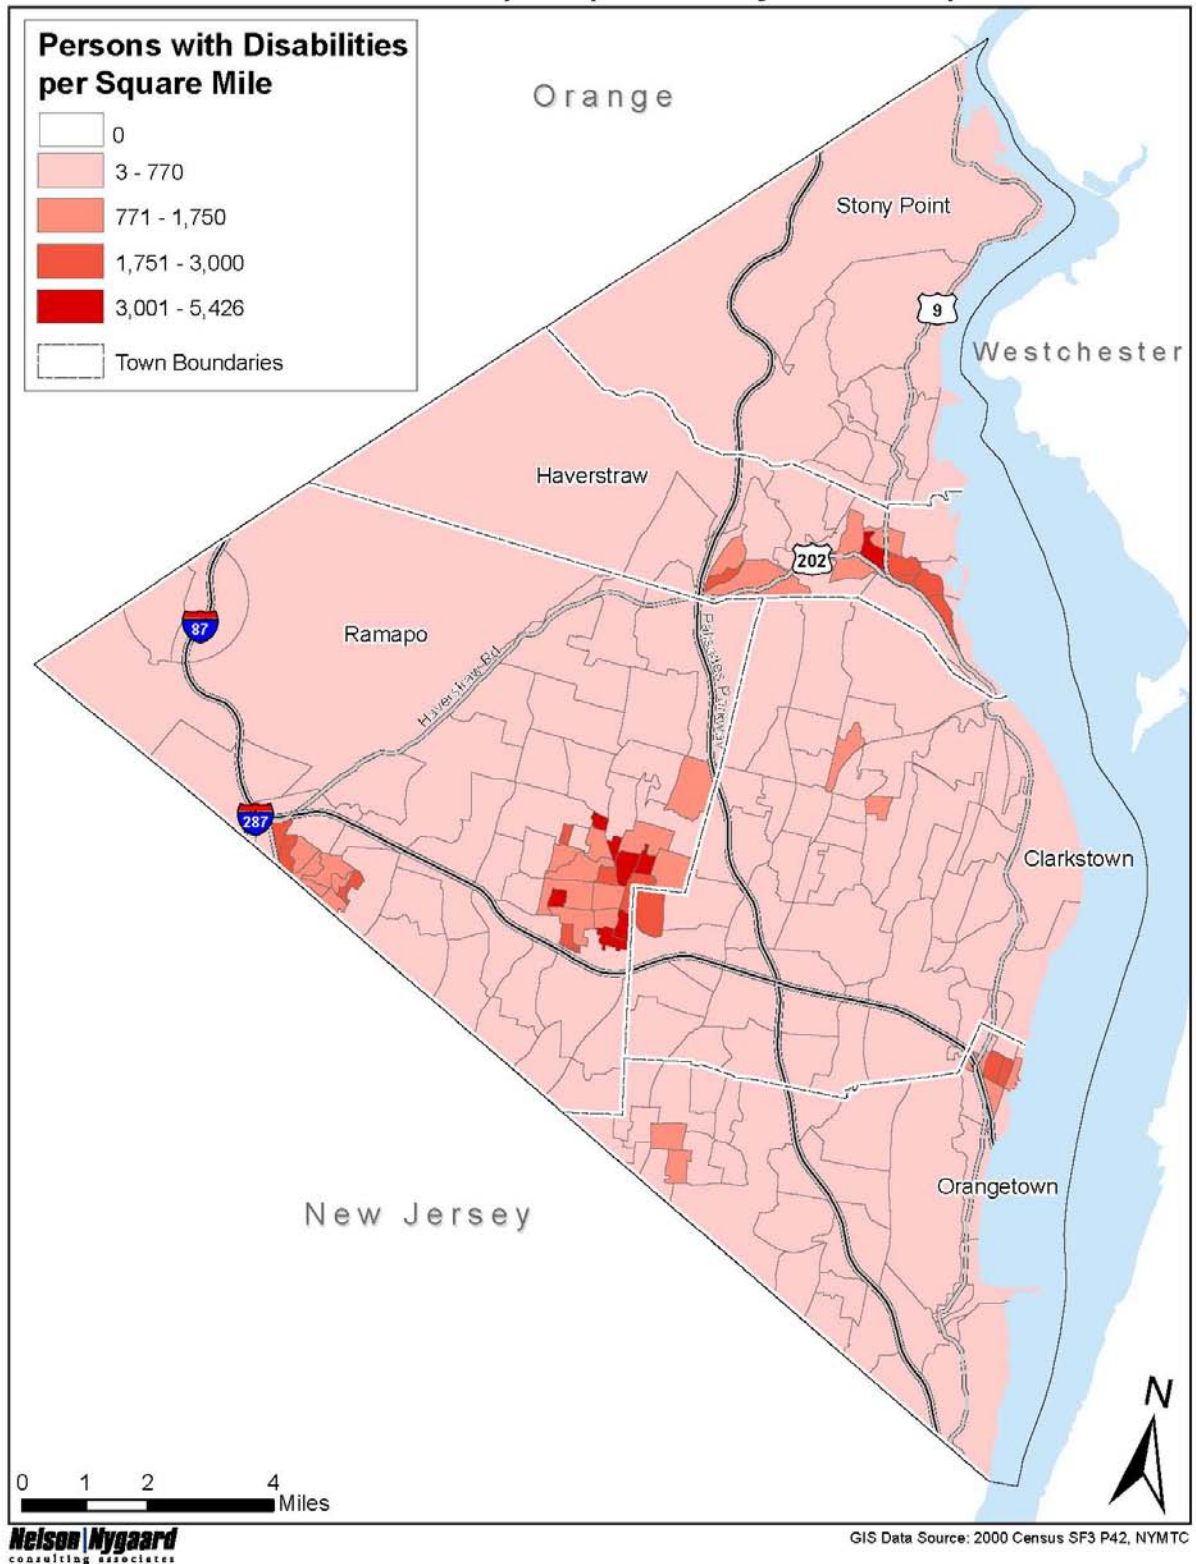 Persons with Disabilities
per Square Mile
0
3 - 770
771 - 1,750
1,751 - 3,000
3,001 - 5,426
Town Boundaries
Orange
Stony Point
9
Westchester
Haverstraw
202
87
Ramapo
Haverstraw Rd
Palisades Parkway
287
Clarkstown
Orangetown
New Jersey
N
0 1 2 4
Miles
Nelson|Nygaard
consulting associates
GIS Data Source: 2000 Census SF3 P42, NYMTC